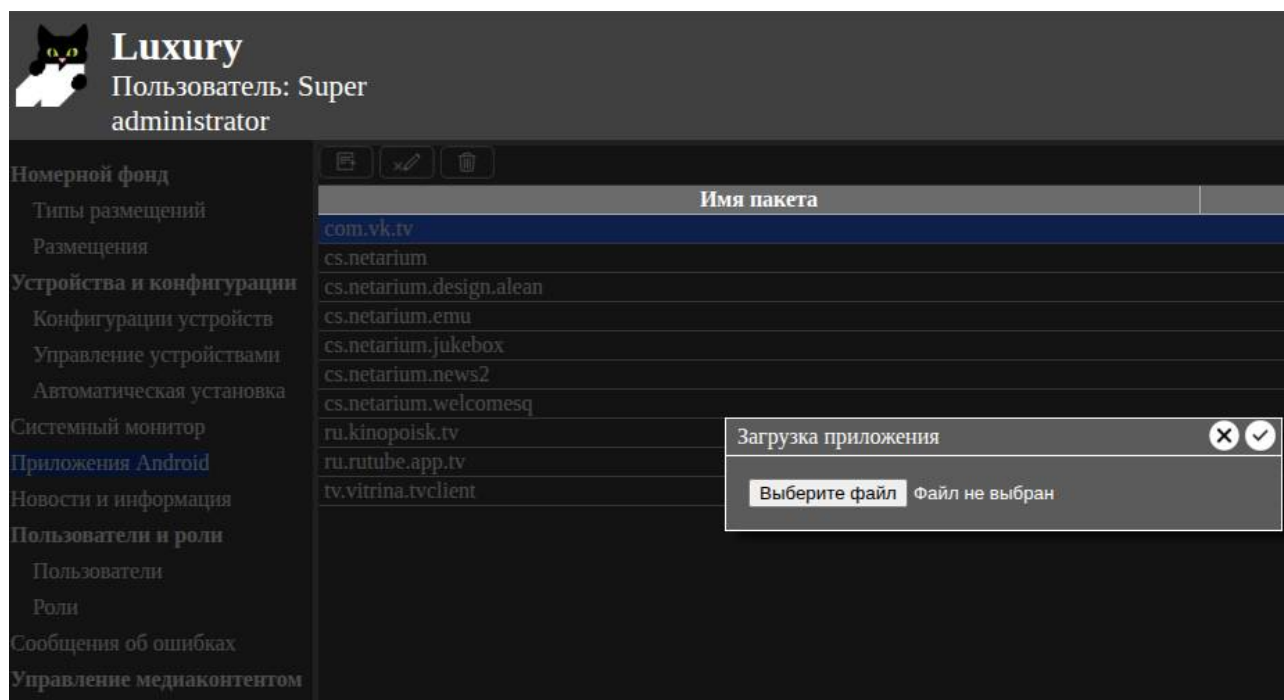 Luxury
Пользователь: Super
administrator
Номерной фонд
Типы размещений
Размещения
Устройства и конфигурации
Конфигурации устройств
Управление устройствами
Автоматическая установка
Системный монитор
Приложения Android
Новости и информация
Пользователи и роли
Пользователи
Роли
Сообщения об ошибках
Управление медиаконтентом
Имя пакета
com.vk.tv
cs.netarium
cs.netarium.design.alean
cs.netarium.emu
cs.netarium.jukebox
cs.netarium.news2
cs.netarium.welcomesq
ru.kinopoisk.tv
ru.rutube.app.tv
tv.vitrina.tvclient
Загрузка приложения
Выберите файл Файл не выбран